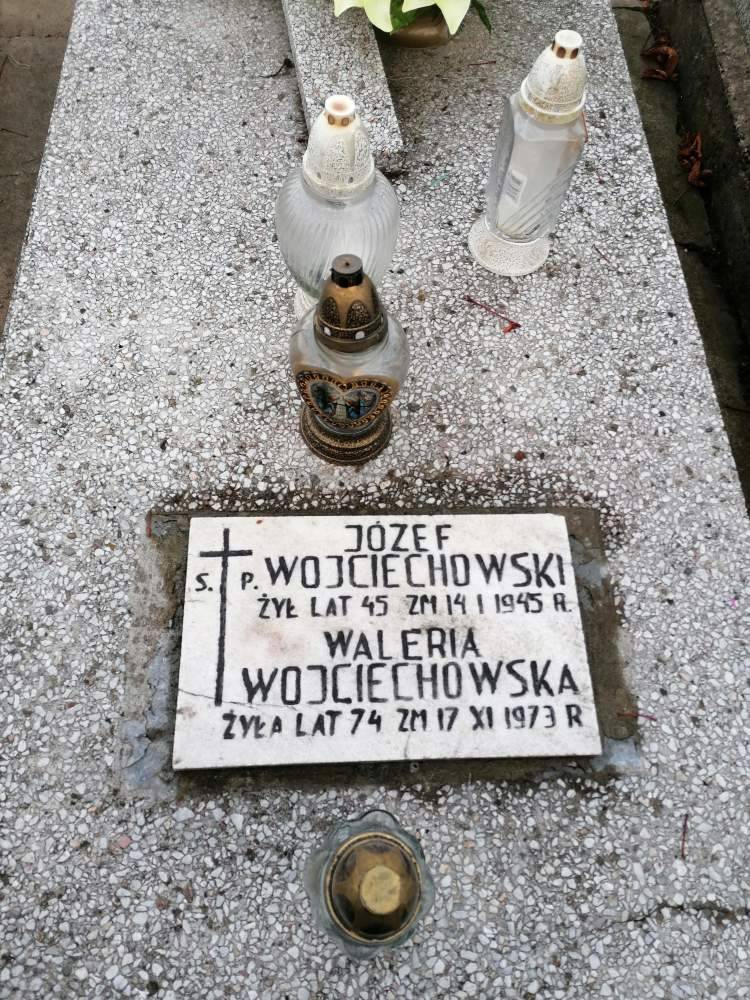 JÓZEF
S. P. WOJCIECHOWSKI
ŻYŁ LAT 45 ZM 14 I 1945 R.
WALERIA
WOJCIECHOWSKA
ŻYŁA LAT 74 ZM 17 XI 1973 R